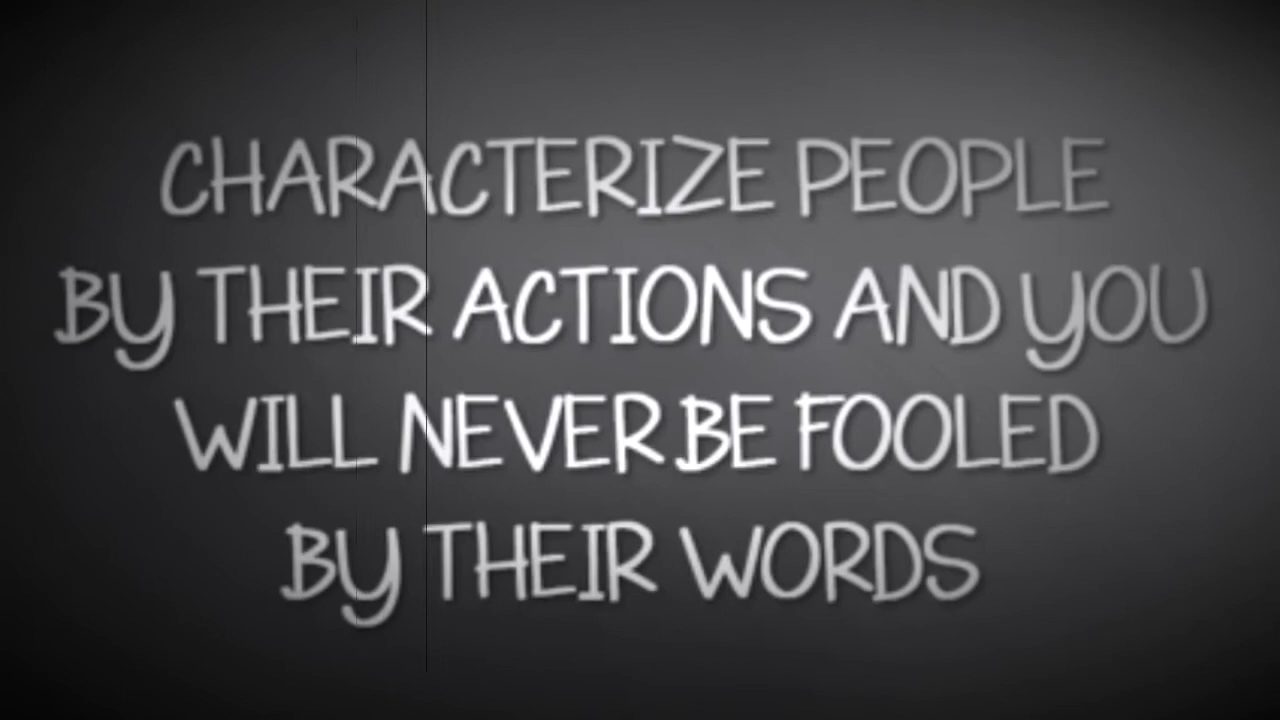 CHARACTERIZE PEOPLE
BY THEIR ACTIONS AND YOU
WILL NEVER BE FOOLED
BY THEIR WORDS